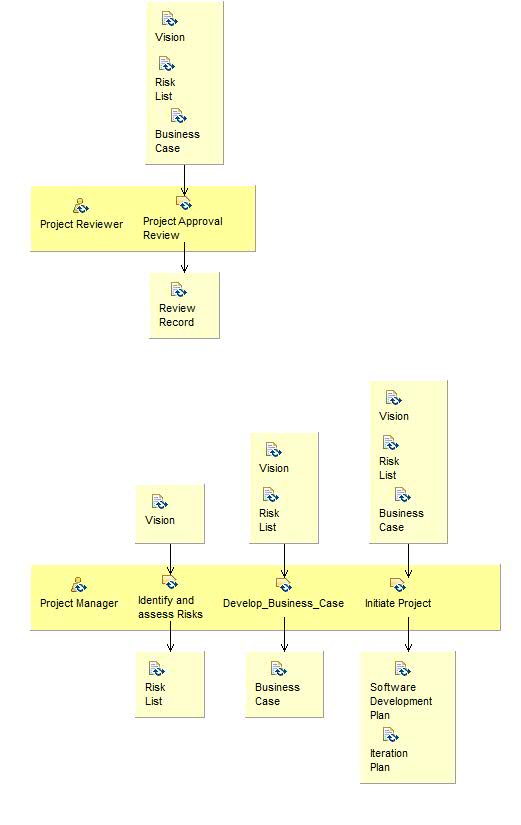 Vision
Risk
List
Business
Case
Project Reviewer
Project Approval
Review
Review
Record
Vision
Risk
List
Business
Case
Vision
Risk
List
Vision
Project Manager
Identify and
assess Risks
Develop_Business_Case
Initiate Project
Risk
List
Business
Case
Software
Development
Plan
Iteration
Plan